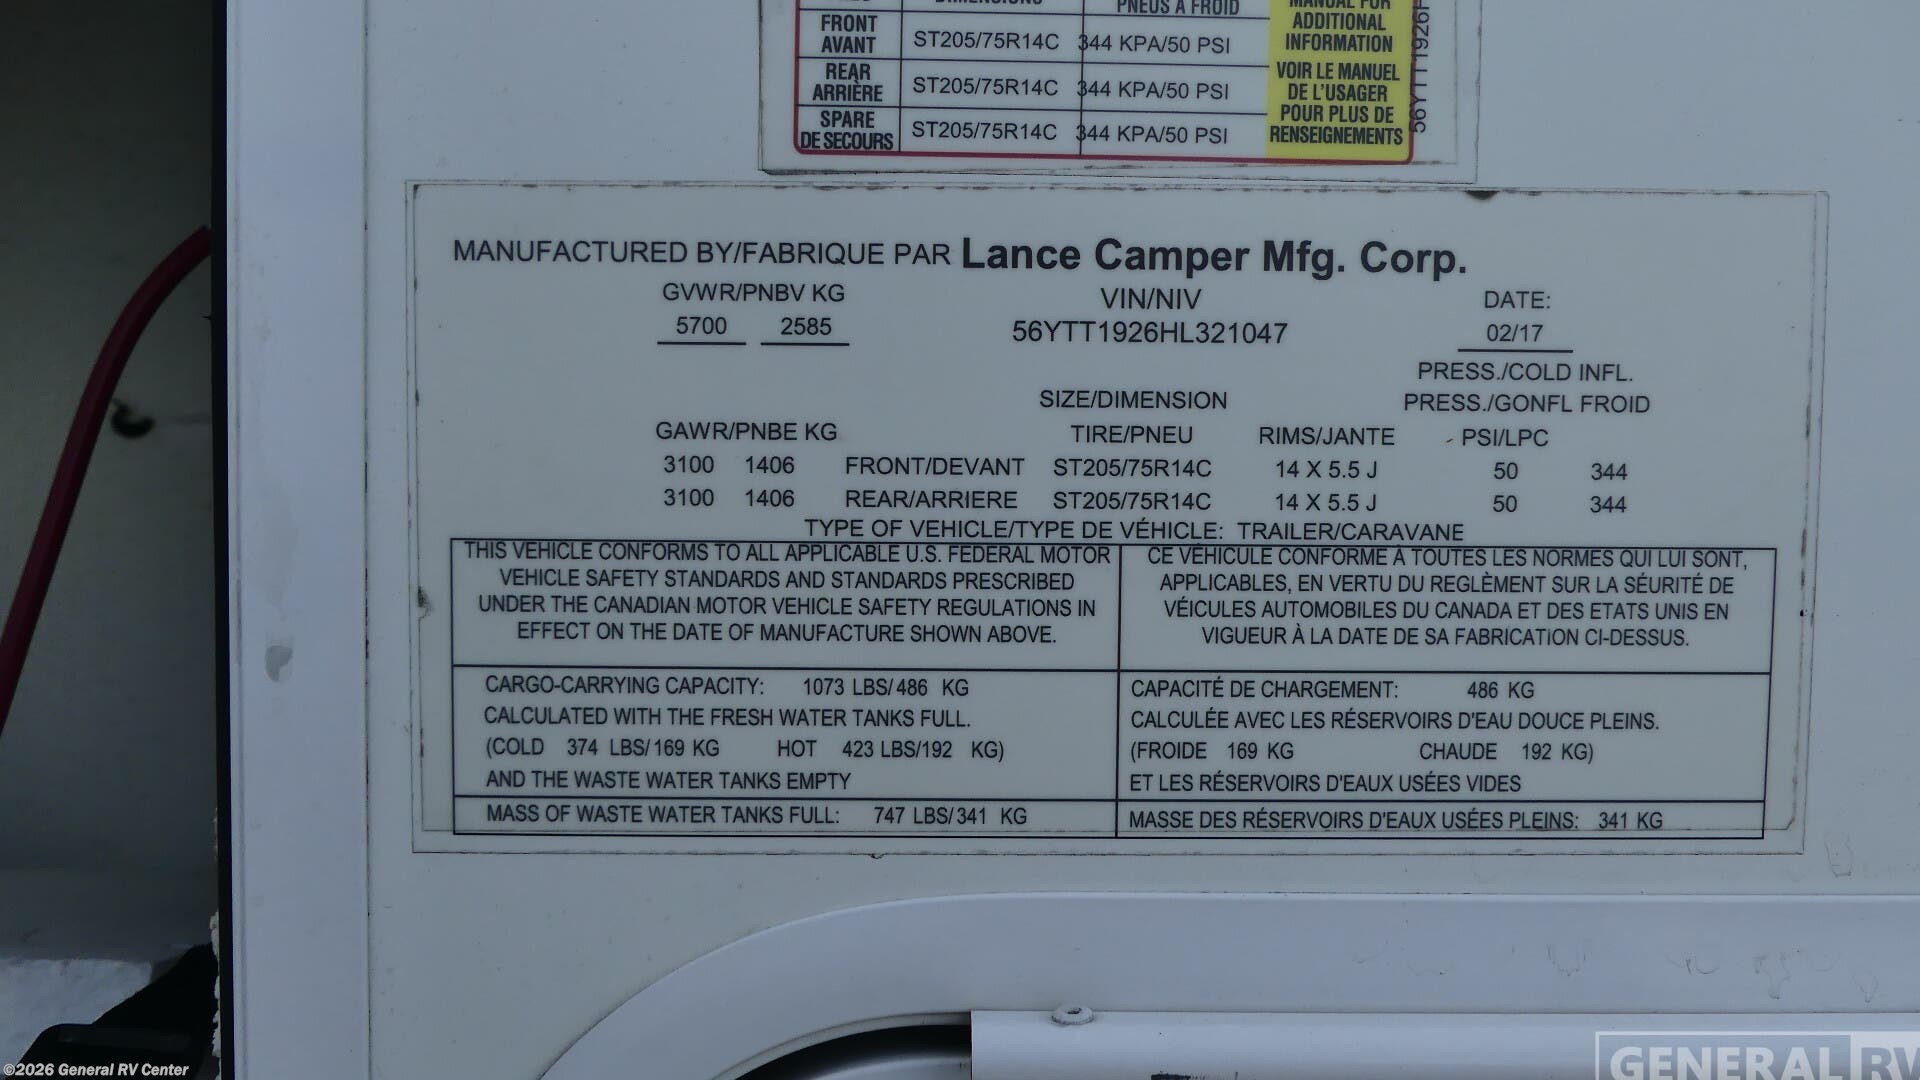 DIMENSIONS PNEUS À FROID MANUAL FOR
FRONT
AVANT ST205/75R14C 344 KPA/50 PSI ADDITIONAL
INFORMATION
REAR
ARRIÈRE ST205/75R14C 344 KPA/50 PSI VOIR LE MANUEL
DE L'USAGER
SPARE
DE SECOURS ST205/75R14C 344 KPA/50 PSI POUR PLUS DE
RENSEIGNEMENTS
MANUFACTURED BY/FABRIQUE PAR Lance Camper Mfg. Corp.
GVWR/PNBV KG VIN/NIV DATE:
5700 2585 56YTT1926HL321047 02/17
PRESS./COLD INFL.
SIZE/DIMENSION PRESS./GONFL FROID
GAWR/PNBE KG TIRE/PNEU RIMS/JANTE PSI/LPC
3100 1406 FRONT/DEVANT ST205/75R14C 14 X 5.5 J 50 344
3100 1406 REAR/ARRIERE ST205/75R14C 14 X 5.5 J 50 344
TYPE OF VEHICLE/TYPE DE VÉHICLE: TRAILER/CARAVANE
THIS VEHICLE CONFORMS TO ALL APPLICABLE U.S. FEDERAL MOTOR
VEHICLE SAFETY STANDARDS AND STANDARDS PRESCRIBED
UNDER THE CANADIAN MOTOR VEHICLE SAFETY REGULATIONS IN
EFFECT ON THE DATE OF MANUFACTURE SHOWN ABOVE.
CE VÉHICULE CONFORME À TOUTES LES NORMES QUI LUI SONT,
APPLICABLES, EN VERTU DU REGLÈMENT SUR LA SÉURITÉ DE
VÉICULES AUTOMOBILES DU CANADA ET DES ETATS UNIS EN
VIGUEUR À LA DATE DE SA FABRICATION CI-DESSUS.
CARGO-CARRYING CAPACITY: 1073 LBS/486 KG
CALCULATED WITH THE FRESH WATER TANKS FULL.
(COLD 374 LBS/169 KG HOT 423 LBS/192 KG)
AND THE WASTE WATER TANKS EMPTY
CAPACITÉ DE CHARGEMENT: 486 KG
CALCULÉE AVEC LES RÉSERVOIRS D'EAU DOUCE PLEINS.
(FROIDE 169 KG CHAUDE 192 KG)
ET LES RÉSERVOIRS D'EAUX USÉES VIDES
MASS OF WASTE WATER TANKS FULL: 747 LBS/341 KG
MASSE DES RÉSERVOIRS D'EAUX USÉES PLEINS: 341 KG
©2026 General RV Center
GENERAL RV